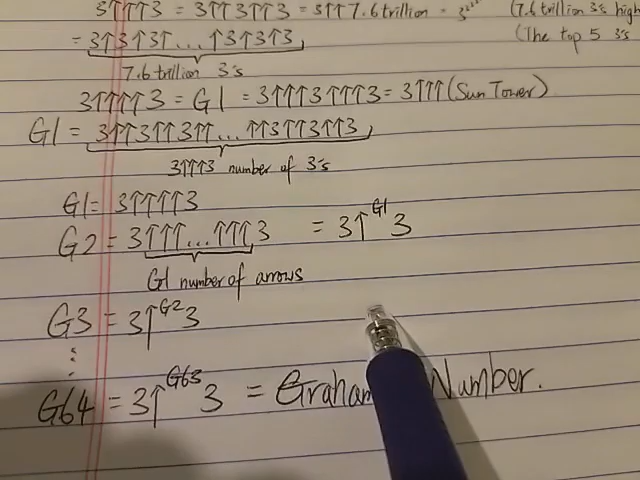 3↑↑↑3 = 3↑↑3↑↑3 = 3↑↑7.6 trillion = 3 (7.6 trillion 3's high
= 3↑3↑3↑...↑3↑3↑3 (The top 5 3's
7.6 trillion 3's
3↑↑↑↑3 = G1 = 3↑↑↑3↑↑↑3 = 3↑↑↑(Sun Tower)
G1 = 3↑↑3↑↑3↑↑...↑↑3↑↑3↑↑3
3↑↑↑3 number of 3's
G1 = 3↑↑↑↑3
G2 = 3↑↑↑...↑↑↑3 = 3↑^G1 3
G1 number of arrows
G3 = 3↑^G2 3
⋮
G64 = 3↑^G63 3 = Graham Number.